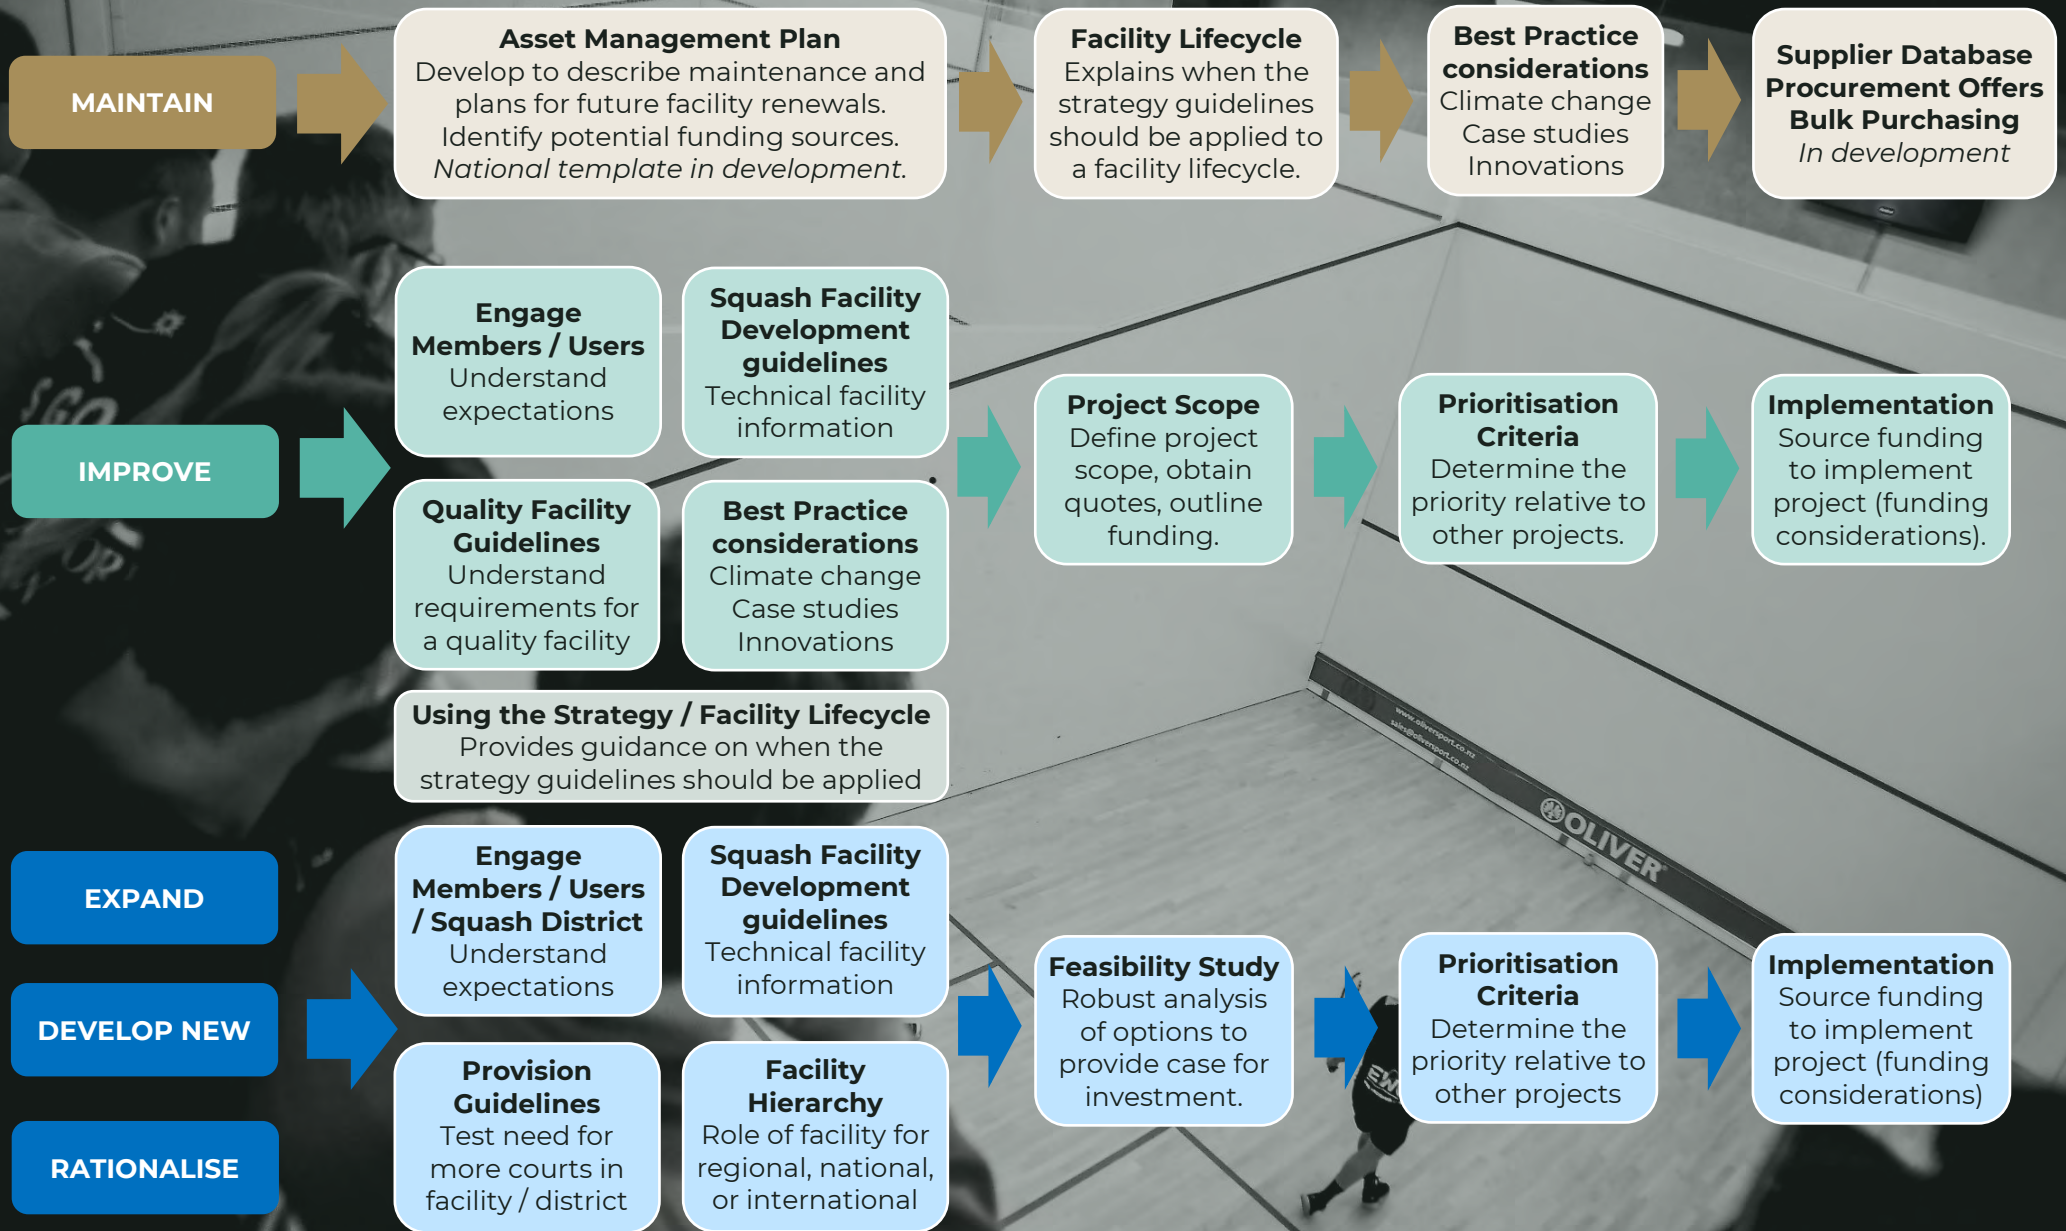 MAINTAIN
Asset Management Plan
Develop to describe maintenance and
plans for future facility renewals.
Identify potential funding sources.
National template in development.
Facility Lifecycle
Explains when the
strategy guidelines
should be applied to
a facility lifecycle.
Best Practice
considerations
Climate change
Case studies
Innovations
Supplier Database
Procurement Offers
Bulk Purchasing
In development
IMPROVE
Engage
Members / Users
Understand
expectations
Squash Facility
Development
guidelines
Technical facility
information
Quality Facility
Guidelines
Understand
requirements for
a quality facility
Best Practice
considerations
Climate change
Case studies
Innovations
Project Scope
Define project
scope, obtain
quotes, outline
funding.
Prioritisation
Criteria
Determine the
priority relative to
other projects.
Implementation
Source funding
to implement
project (funding
considerations).
Using the Strategy / Facility Lifecycle
Provides guidance on when the
strategy guidelines should be applied
www.oliversport.co.nz
sales@oliversport.co.nz
OLIVER
EXPAND
DEVELOP NEW
RATIONALISE
Engage
Members / Users
/ Squash District
Understand
expectations
Squash Facility
Development
guidelines
Technical facility
information
Provision
Guidelines
Test need for
more courts in
facility / district
Facility
Hierarchy
Role of facility for
regional, national,
or international
Feasibility Study
Robust analysis
of options to
provide case for
investment.
Prioritisation
Criteria
Determine the
priority relative to
other projects
Implementation
Source funding
to implement
project (funding
considerations)